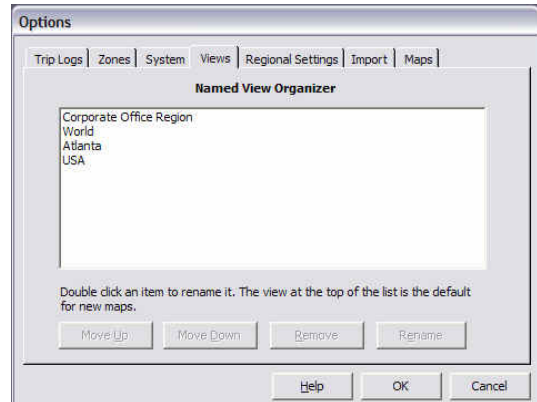 Options
Trip Logs Zones System Views Regional Settings Import Maps
Named View Organizer
Corporate Office Region
World
Atlanta
USA
Double click an item to rename it. The view at the top of the list is the default
for new maps.
Move Up Move Down Remove Rename
Help OK Cancel